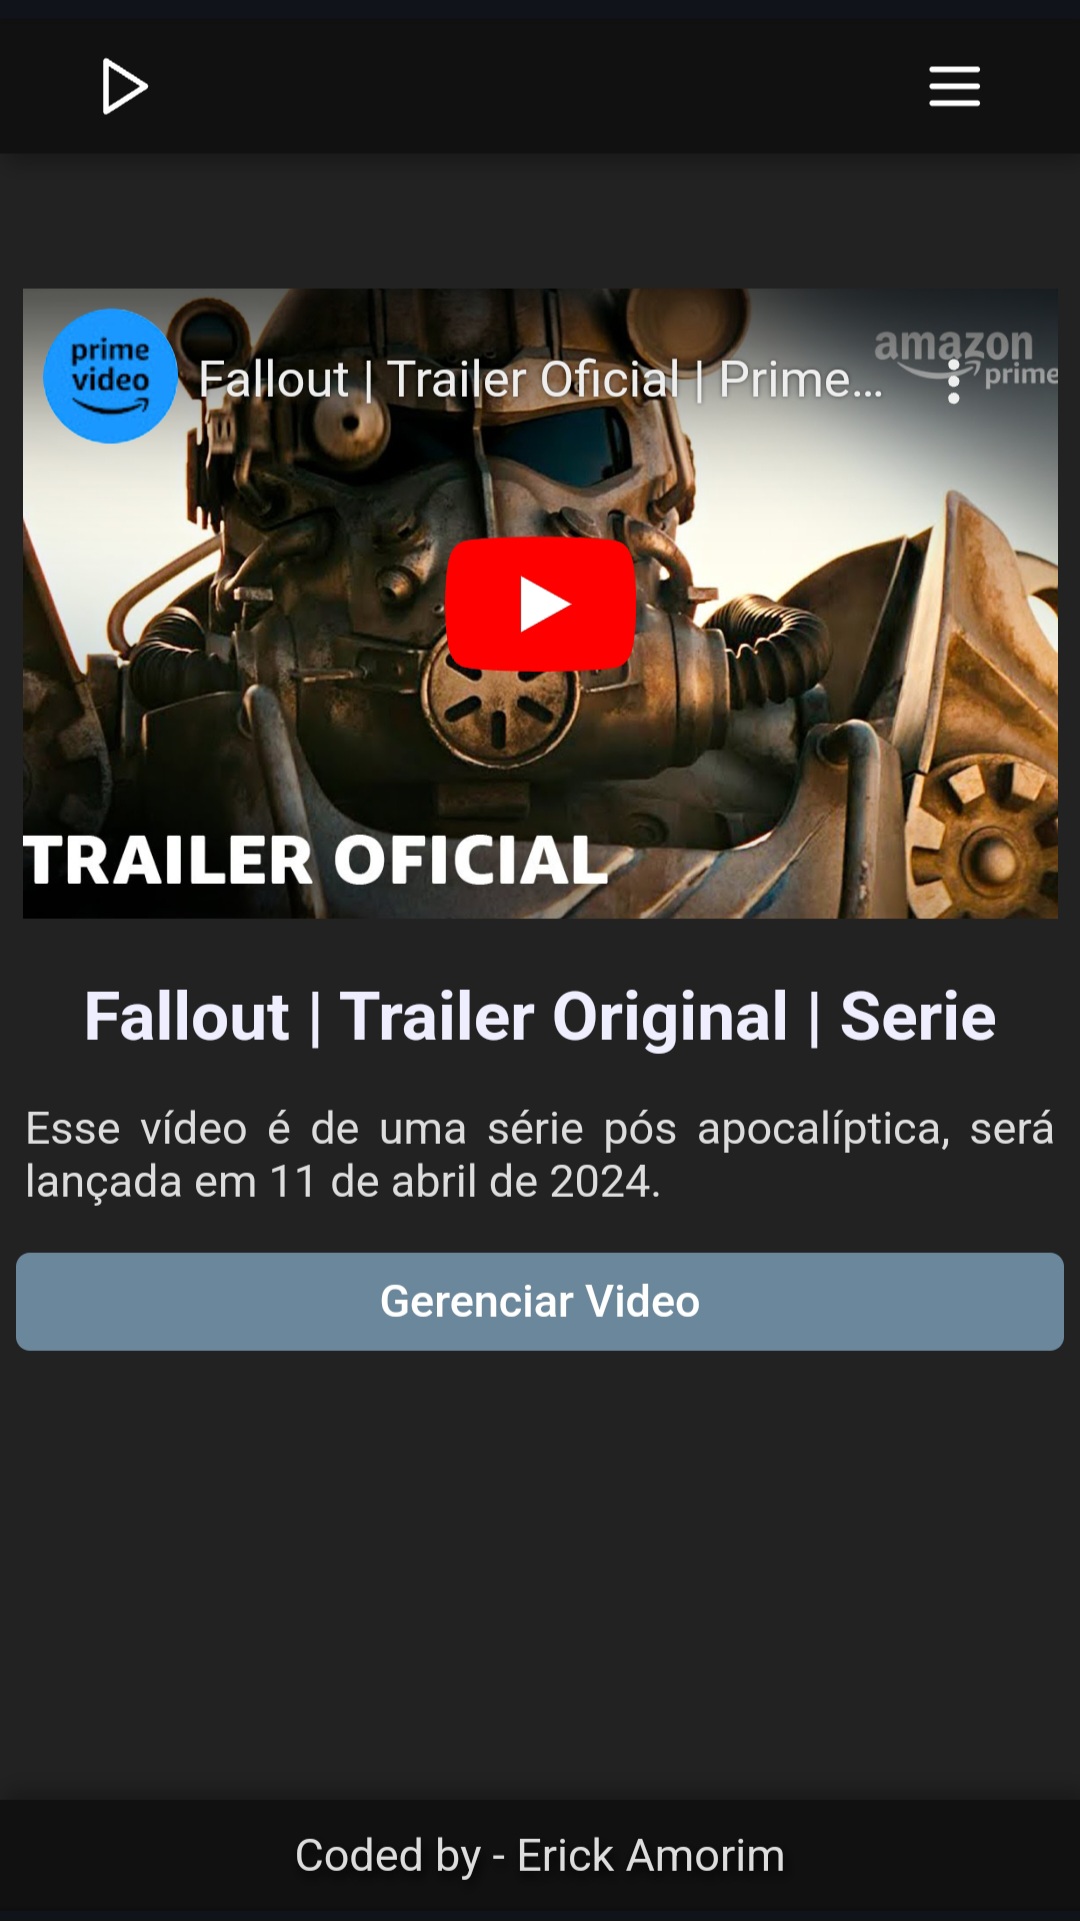 prime
video
Fallout | Trailer Oficial | Prime...
amazon
prime
TRAILER OFICIAL
Fallout | Trailer Original | Serie
Esse vídeo é de uma série pós apocalíptica, será
lançada em 11 de abril de 2024.
Gerenciar Video
Coded by - Erick Amorim